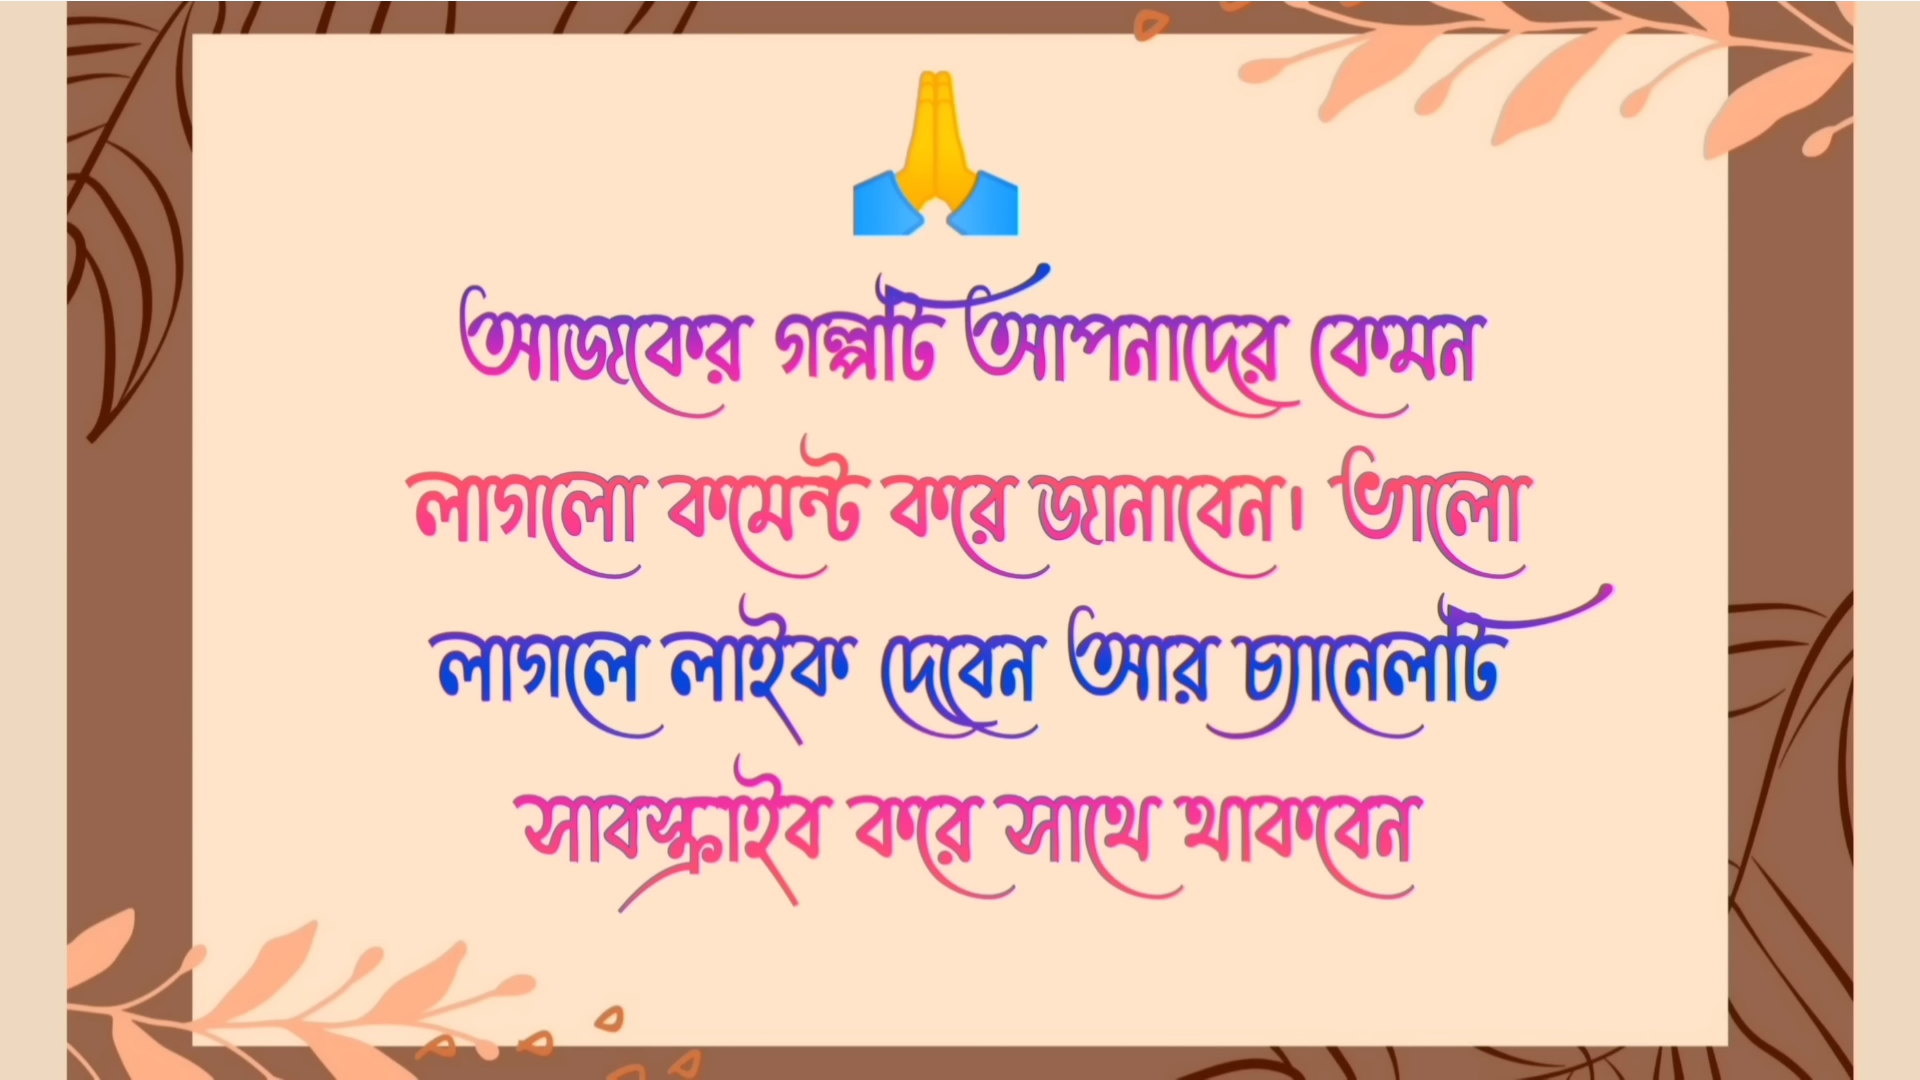 🙏
আজকের গল্পটি আপনাদের কেমন
লাগলো কমেন্ট করে জানাবেন। ভালো
লাগলে লাইক দেবেন আর চ্যানেলটি
সাবস্ক্রাইব করে সাথে থাকবেন